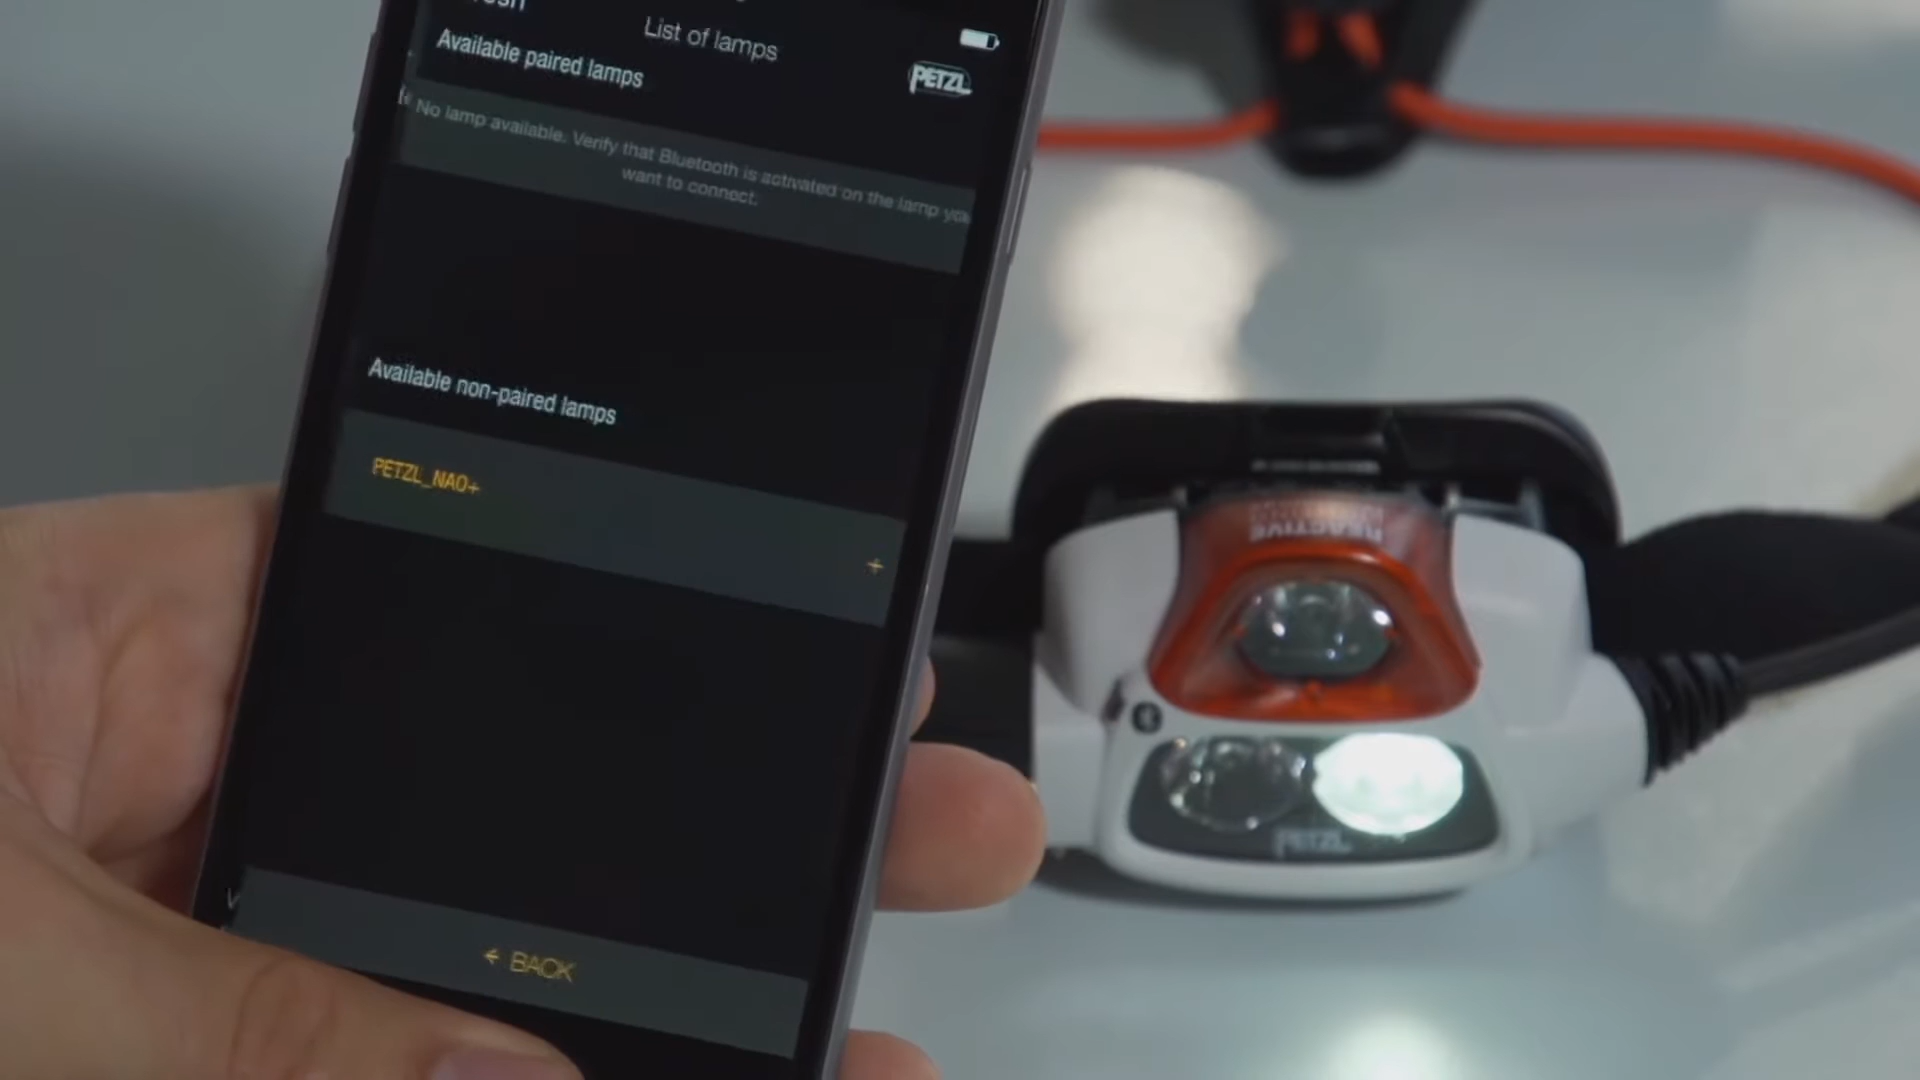 List of lamps
Available paired lamps
PETZL
No lamp available. Verify that Bluetooth is activated on the lamp you
want to connect.
Available non-paired lamps
PETZL_NAO+
+
← BACK
REACTIVE
PETZL